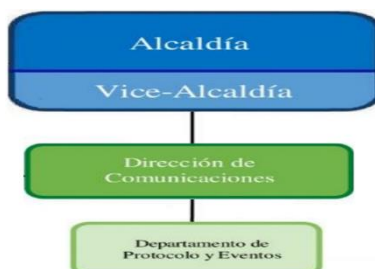 Alcaldía
Vice-Alcaldía
Dirección de
Comunicaciones
Departamento de
Protocolo y Eventos